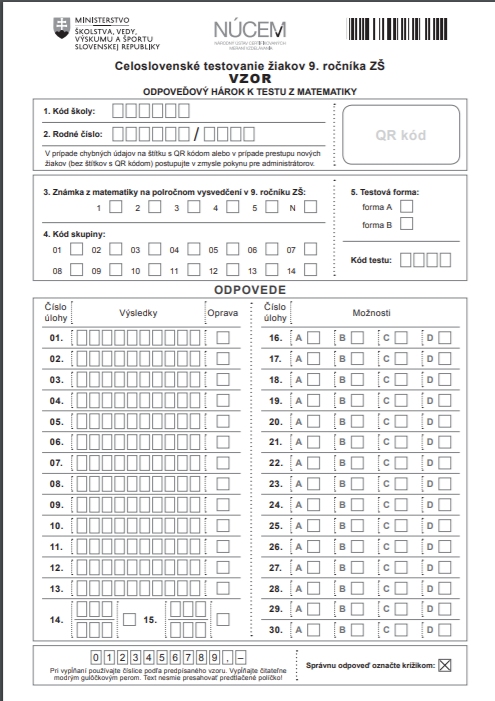 MINISTERSTVO
ŠKOLSTVA, VEDY,
VÝSKUMU A ŠPORTU
SLOVENSKEJ REPUBLIKY
NÚCEM
NÁRODNÝ ÚSTAV CERTIFIKOVANÝCH
MERANÍ VZDELÁVANIA
Celoslovenské testovanie žiakov 9. ročníka ZŠ
VZOR
ODPOVEĎOVÝ HÁROK K TESTU Z MATEMATIKY
1. Kód školy:
2. Rodné číslo: /
V prípade chybných údajov na štítku s QR kódom alebo v prípade prestupu nových
žiakov (bez štítkov s QR kódom) postupujte v zmysle pokynu pre administrátorov.
QR kód
3. Známka z matematiky na polročnom vysvedčení v 9. ročníku ZŠ:
1 2 3 4 5 N
4. Kód skupiny:
01 02 03 04 05 06 07
08 09 10 11 12 13 14
5. Testová forma:
forma A
forma B
Kód testu:
ODPOVEDE
Číslo úlohy Výsledky Oprava
01.
02.
03.
04.
05.
06.
07.
08.
09.
10.
11.
12.
13.
14. 15.
Číslo úlohy Možnosti
16. A B C D
17. A B C D
18. A B C D
19. A B C D
20. A B C D
21. A B C D
22. A B C D
23. A B C D
24. A B C D
25. A B C D
26. A B C D
27. A B C D
28. A B C D
29. A B C D
30. A B C D
0 1 2 3 4 5 6 7 8 9 , –
Pri vypĺňaní používajte číslice podľa predpísaného vzoru. Vypĺňajte čitateľne
modrým guľôčkovým perom. Text nesmie presahovať predtlačené políčko!
Správnu odpoveď označte krížikom: